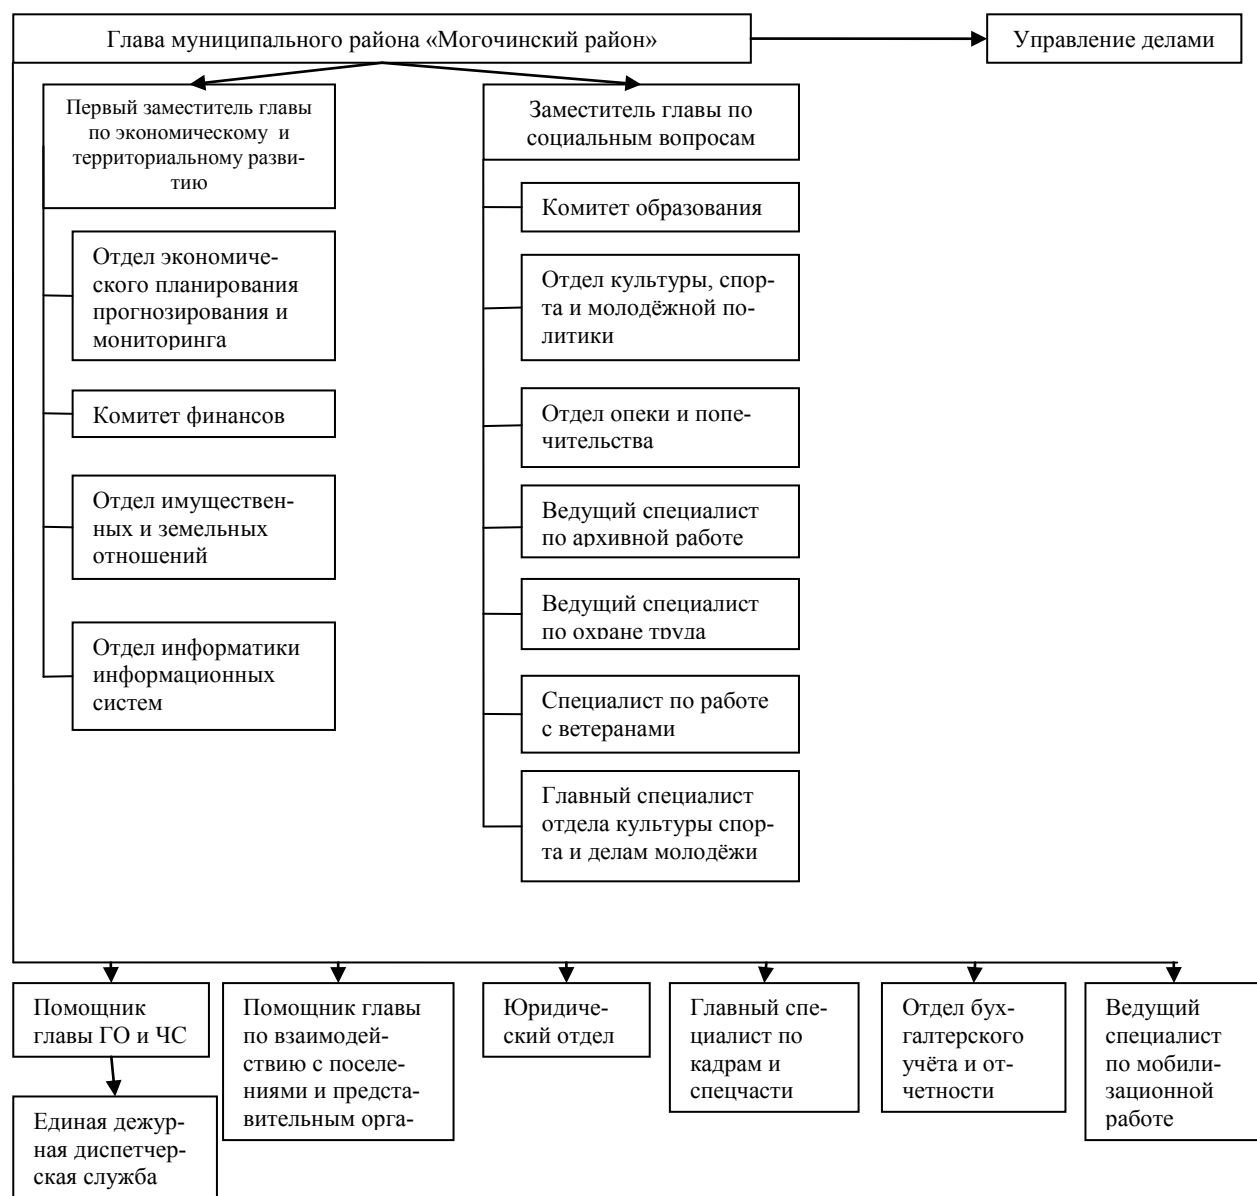 Глава муниципального района «Могочинский район»
Управление делами
Первый заместитель главы
по экономическому и
территориальному разви-
тию
Заместитель главы по
социальным вопросам
Отдел экономиче-
ского планирования
прогнозирования и
мониторинга
Комитет финансов
Отдел имуществен-
ных и земельных
отношений
Отдел информатики
информационных
систем
Комитет образования
Отдел культуры, спор-
та и молодёжной по-
литики
Отдел опеки и попе-
чительства
Ведущий специалист
по архивной работе
Ведущий специалист
по охране труда
Специалист по работе
с ветеранами
Главный специалист
отдела культуры спор-
та и делам молодёжи
Помощник
главы ГО и ЧС
Единая дежур-
ная диспетчер-
ская служба
Помощник главы
по взаимодей-
ствию с поселе-
ниями и предста-
вительным орга-
Юридиче-
ский отдел
Главный спе-
циалист по
кадрам и
спецчасти
Отдел бух-
галтерского
учёта и от-
четности
Ведущий
специалист
по мобили-
зационной
работе